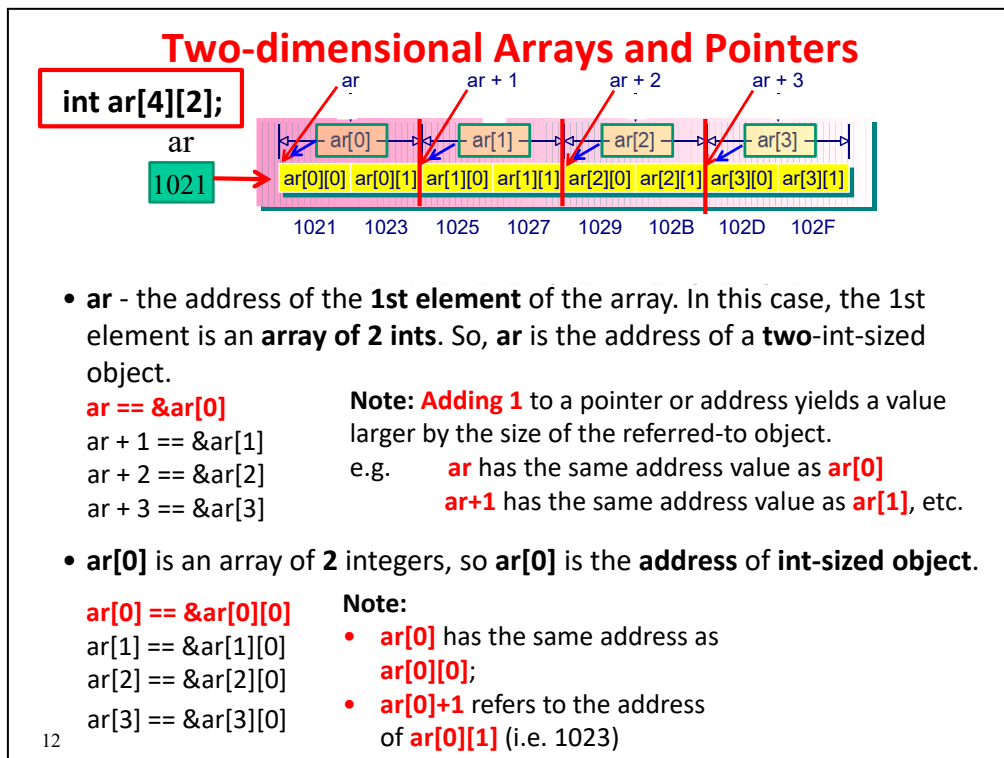 Two-dimensional Arrays and Pointers
int ar[4][2];
ar ar + 1 ar + 2 ar + 3
ar
ar[0] ar[1] ar[2] ar[3]
1021
ar[0][0] ar[0][1] ar[1][0] ar[1][1] ar[2][0] ar[2][1] ar[3][0] ar[3][1]
1021 1023 1025 1027 1029 102B 102D 102F
• ar - the address of the 1st element of the array. In this case, the 1st
element is an array of 2 ints. So, ar is the address of a two-int-sized
object.
ar == &ar[0]
ar + 1 == &ar[1]
ar + 2 == &ar[2]
ar + 3 == &ar[3]
Note: Adding 1 to a pointer or address yields a value
larger by the size of the referred-to object.
e.g. ar has the same address value as ar[0]
ar+1 has the same address value as ar[1], etc.
• ar[0] is an array of 2 integers, so ar[0] is the address of int-sized object.
ar[0] == &ar[0][0]
ar[1] == &ar[1][0]
ar[2] == &ar[2][0]
ar[3] == &ar[3][0]
Note:
• ar[0] has the same address as
ar[0][0];
• ar[0]+1 refers to the address
of ar[0][1] (i.e. 1023)
12